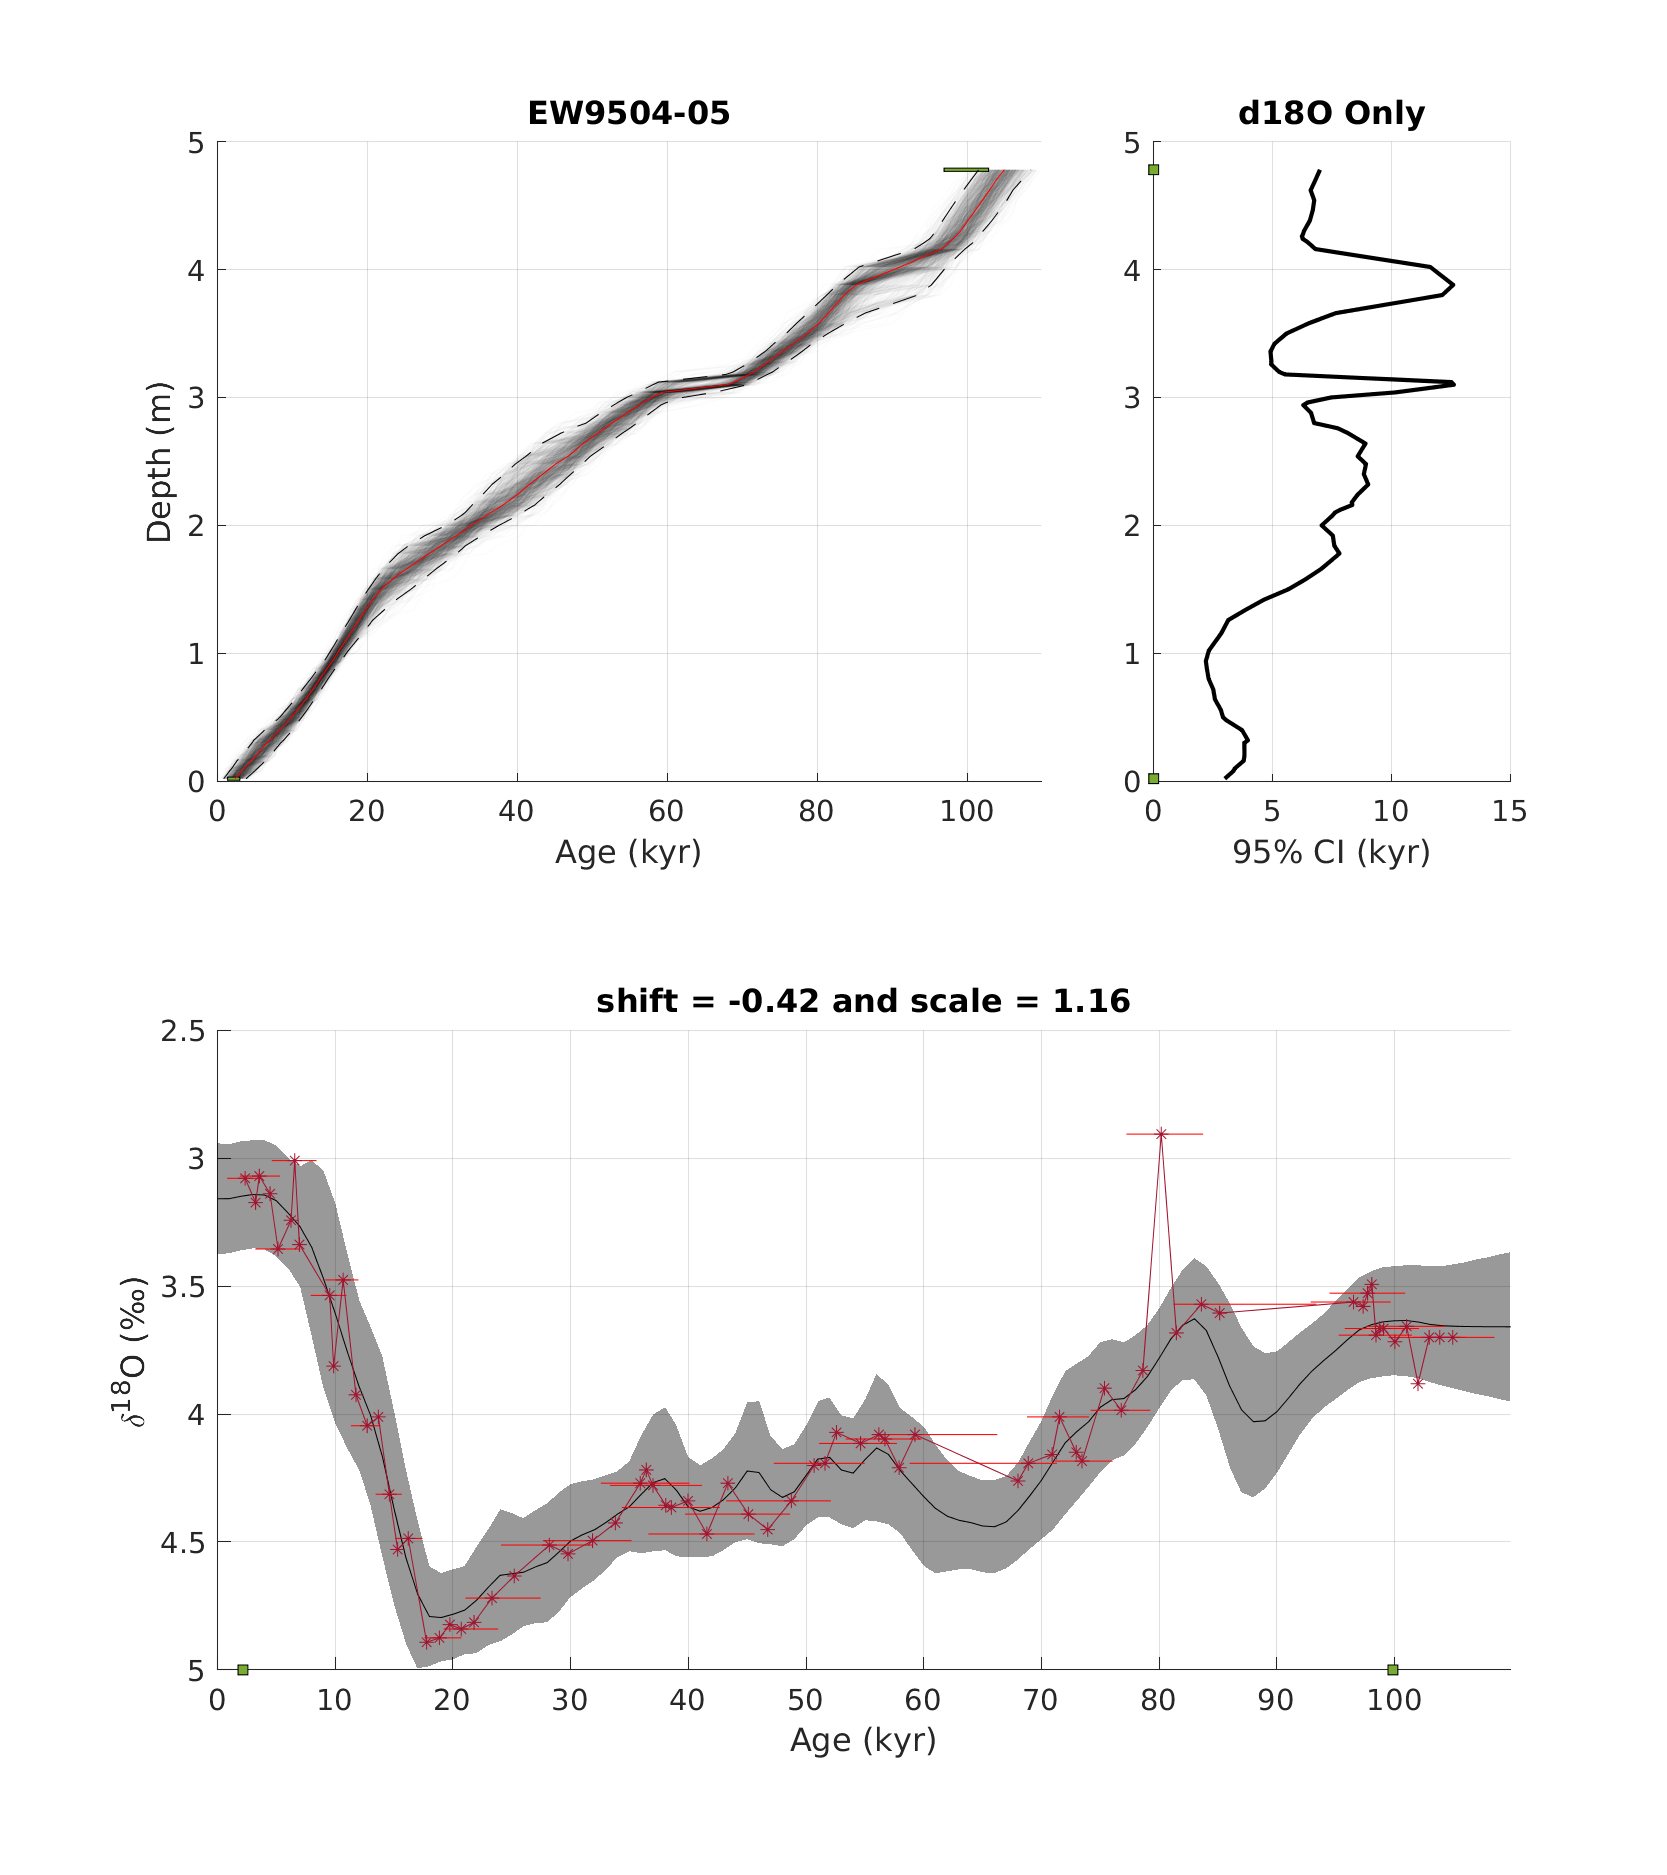 EW9504-05
d18O Only
5
4
3
2
1
0
Depth (m)
0 20 40 60 80 100
Age (kyr)
5
4
3
2
1
0
0 5 10 15
95% CI (kyr)
shift = -0.42 and scale = 1.16
2.5
3
3.5
4
4.5
5
δ¹⁸O (‰)
0 10 20 30 40 50 60 70 80 90 100
Age (kyr)